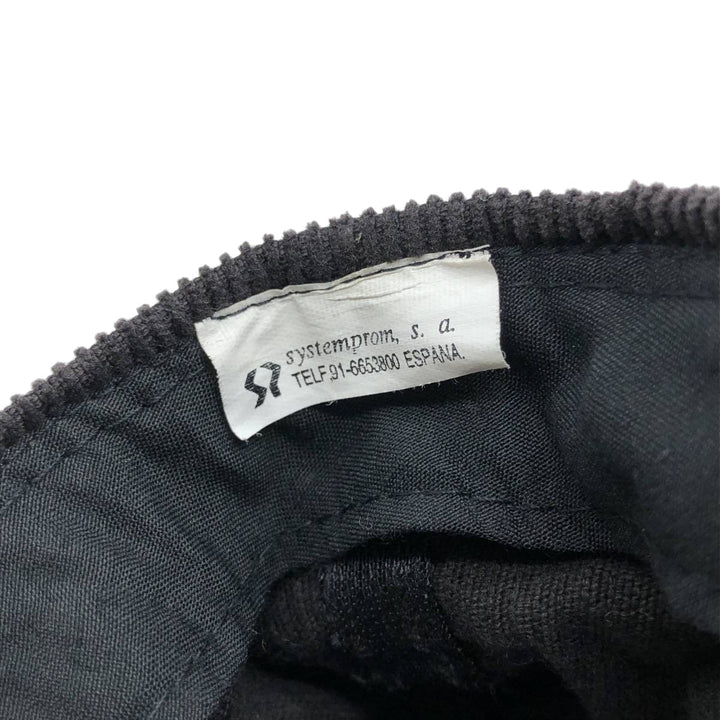 systemprom, s. a.
TELF.91-6653800 ESPANA.